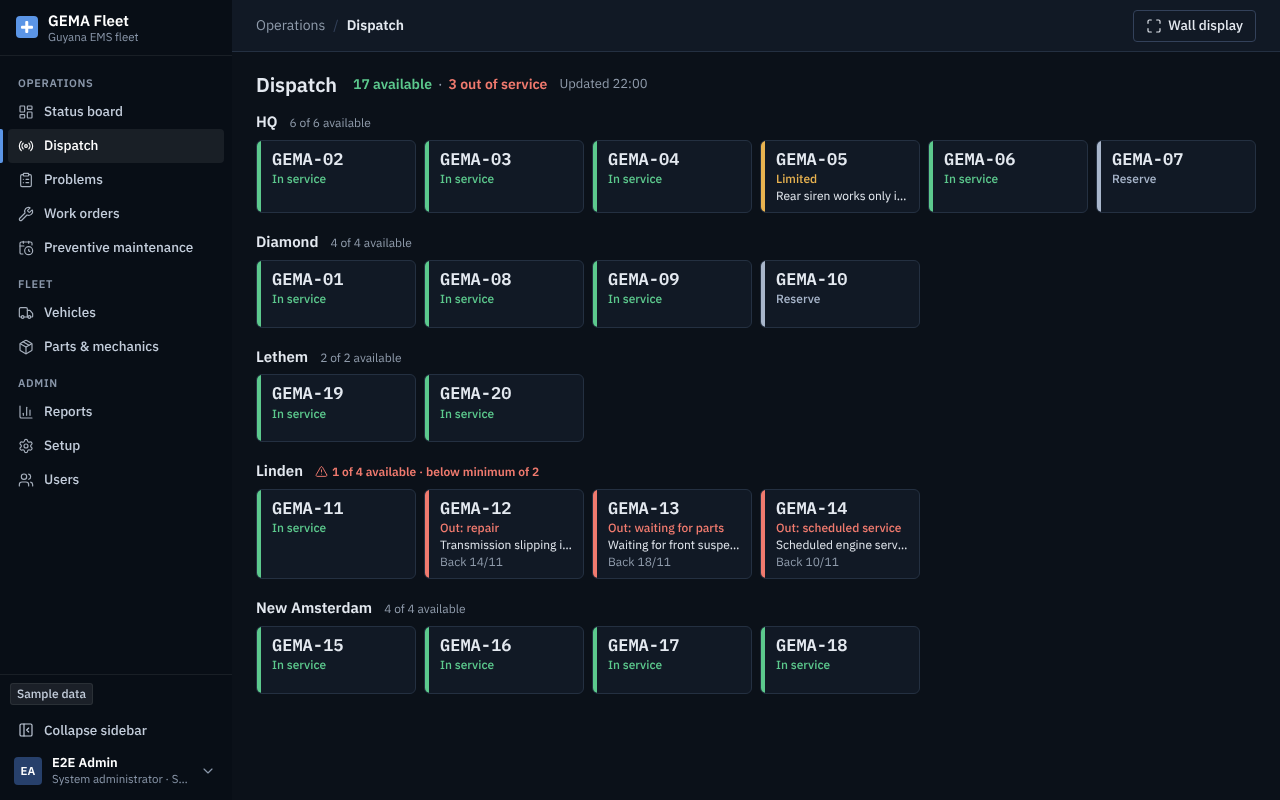 GEMA Fleet
Guyana EMS fleet
OPERATIONS
Status board
Dispatch
Problems
Work orders
Preventive maintenance
FLEET
Vehicles
Parts & mechanics
ADMIN
Reports
Setup
Users
Sample data
Collapse sidebar
EA
E2E Admin
System administrator · S...
Operations / Dispatch
Wall display
Dispatch 17 available · 3 out of service Updated 22:00
HQ 6 of 6 available
GEMA-02
In service
GEMA-03
In service
GEMA-04
In service
GEMA-05
Limited
Rear siren works only i...
GEMA-06
In service
GEMA-07
Reserve
Diamond 4 of 4 available
GEMA-01
In service
GEMA-08
In service
GEMA-09
In service
GEMA-10
Reserve
Lethem 2 of 2 available
GEMA-19
In service
GEMA-20
In service
Linden 1 of 4 available · below minimum of 2
GEMA-11
In service
GEMA-12
Out: repair
Transmission slipping i...
Back 14/11
GEMA-13
Out: waiting for parts
Waiting for front suspe...
Back 18/11
GEMA-14
Out: scheduled service
Scheduled engine serv...
Back 10/11
New Amsterdam 4 of 4 available
GEMA-15
In service
GEMA-16
In service
GEMA-17
In service
GEMA-18
In service